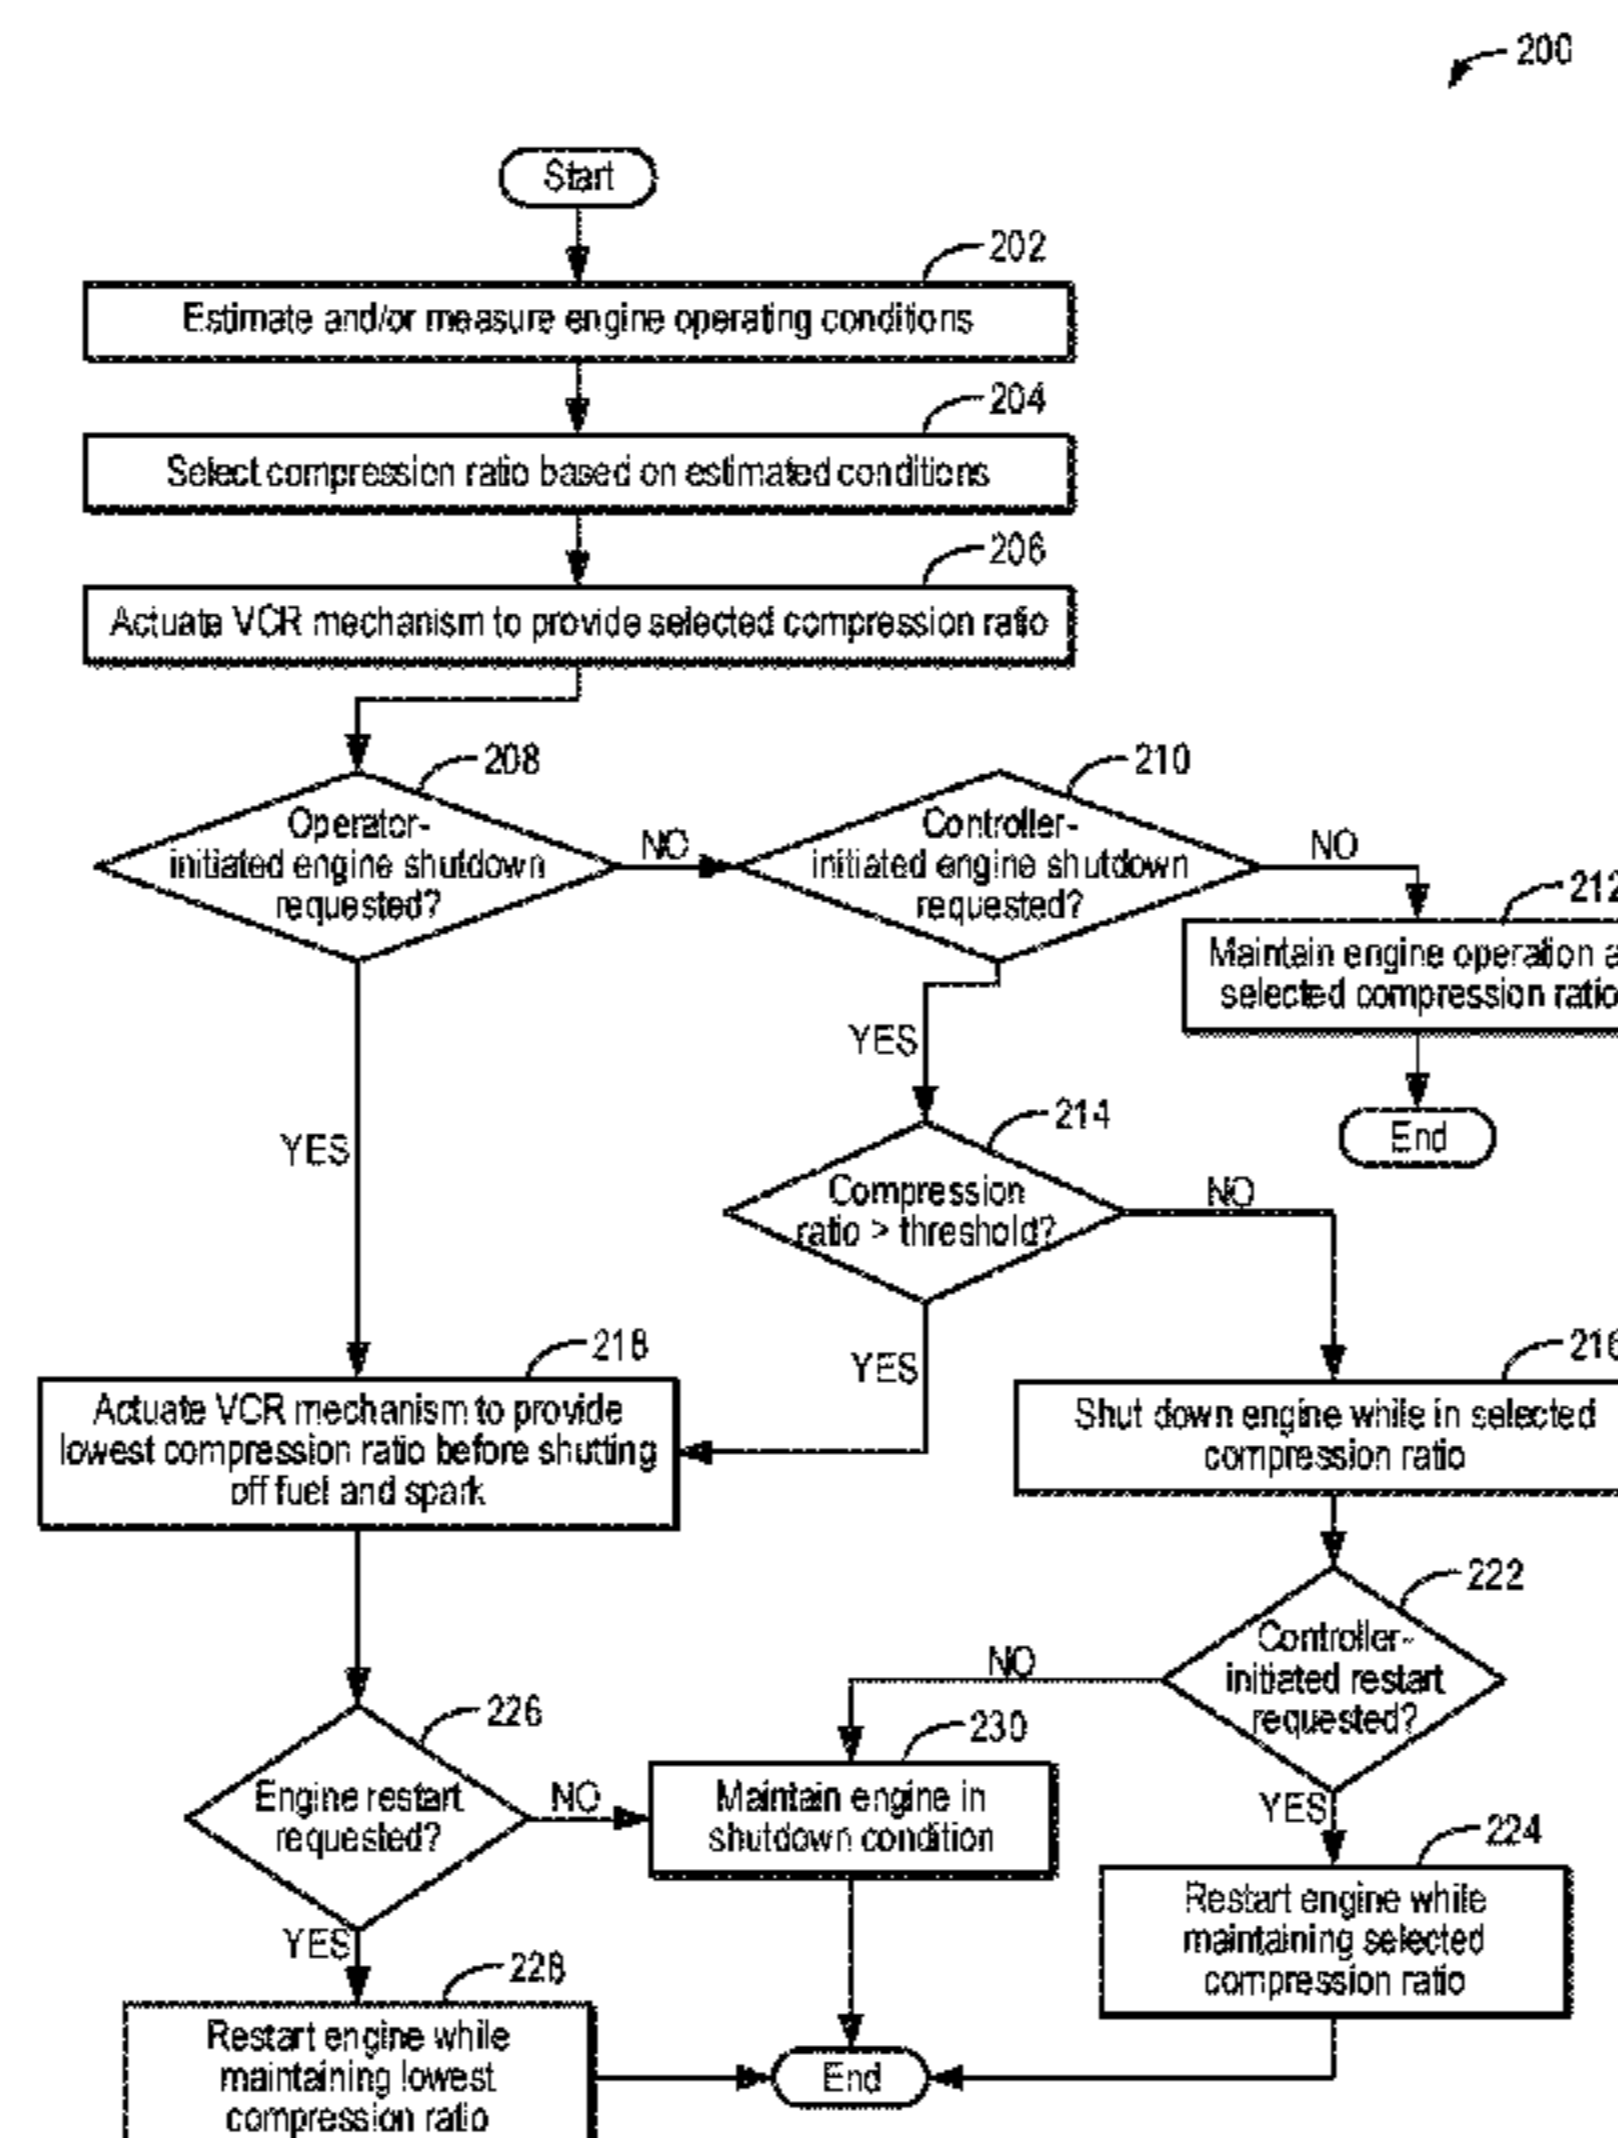 200
Start
202
Estimate and/or measure engine operating conditions
204
Select compression ratio based on estimated conditions
206
Actuate VCR mechanism to provide selected compression ratio
208
Operator-
initiated engine shutdown
requested?
NO
210
Controller-
initiated engine shutdown
requested?
NO
212
Maintain engine operation
selected compression ratio
End
YES
YES
214
Compression
ratio > threshold?
NO
YES
218
Actuate VCR mechanism to provide
lowest compression ratio before shutting
off fuel and spark
216
Shut down engine while in selected
compression ratio
222
Controller-
initiated restart
requested?
NO
YES
226
Engine restart
requested?
NO
230
Maintain engine in
shutdown condition
224
Restart engine while
maintaining selected
compression ratio
YES
228
Restart engine while
maintaining lowest
compression ratio
End